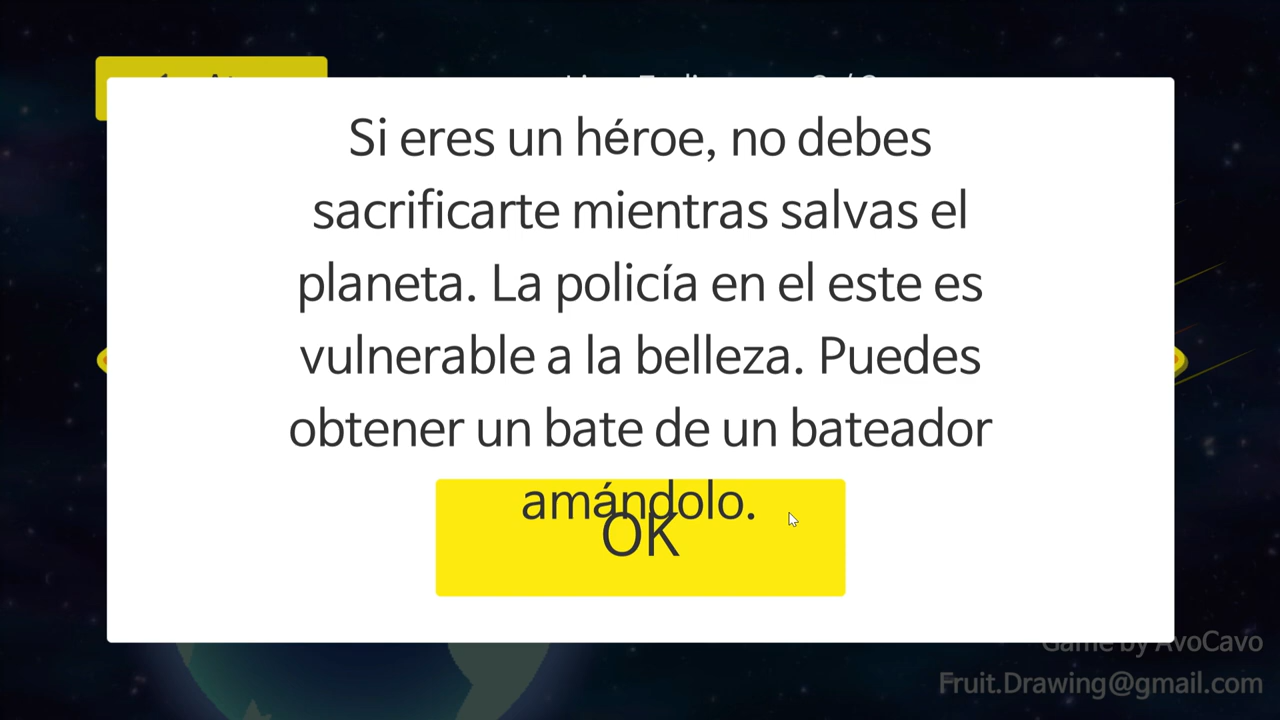 Si eres un héroe, no debes
sacrificarte mientras salvas el
planeta. La policía en el este es
vulnerable a la belleza. Puedes
obtener un bate de un bateador
amándolo.
OK
Game by AvoCavo
Fruit.Drawing@gmail.com